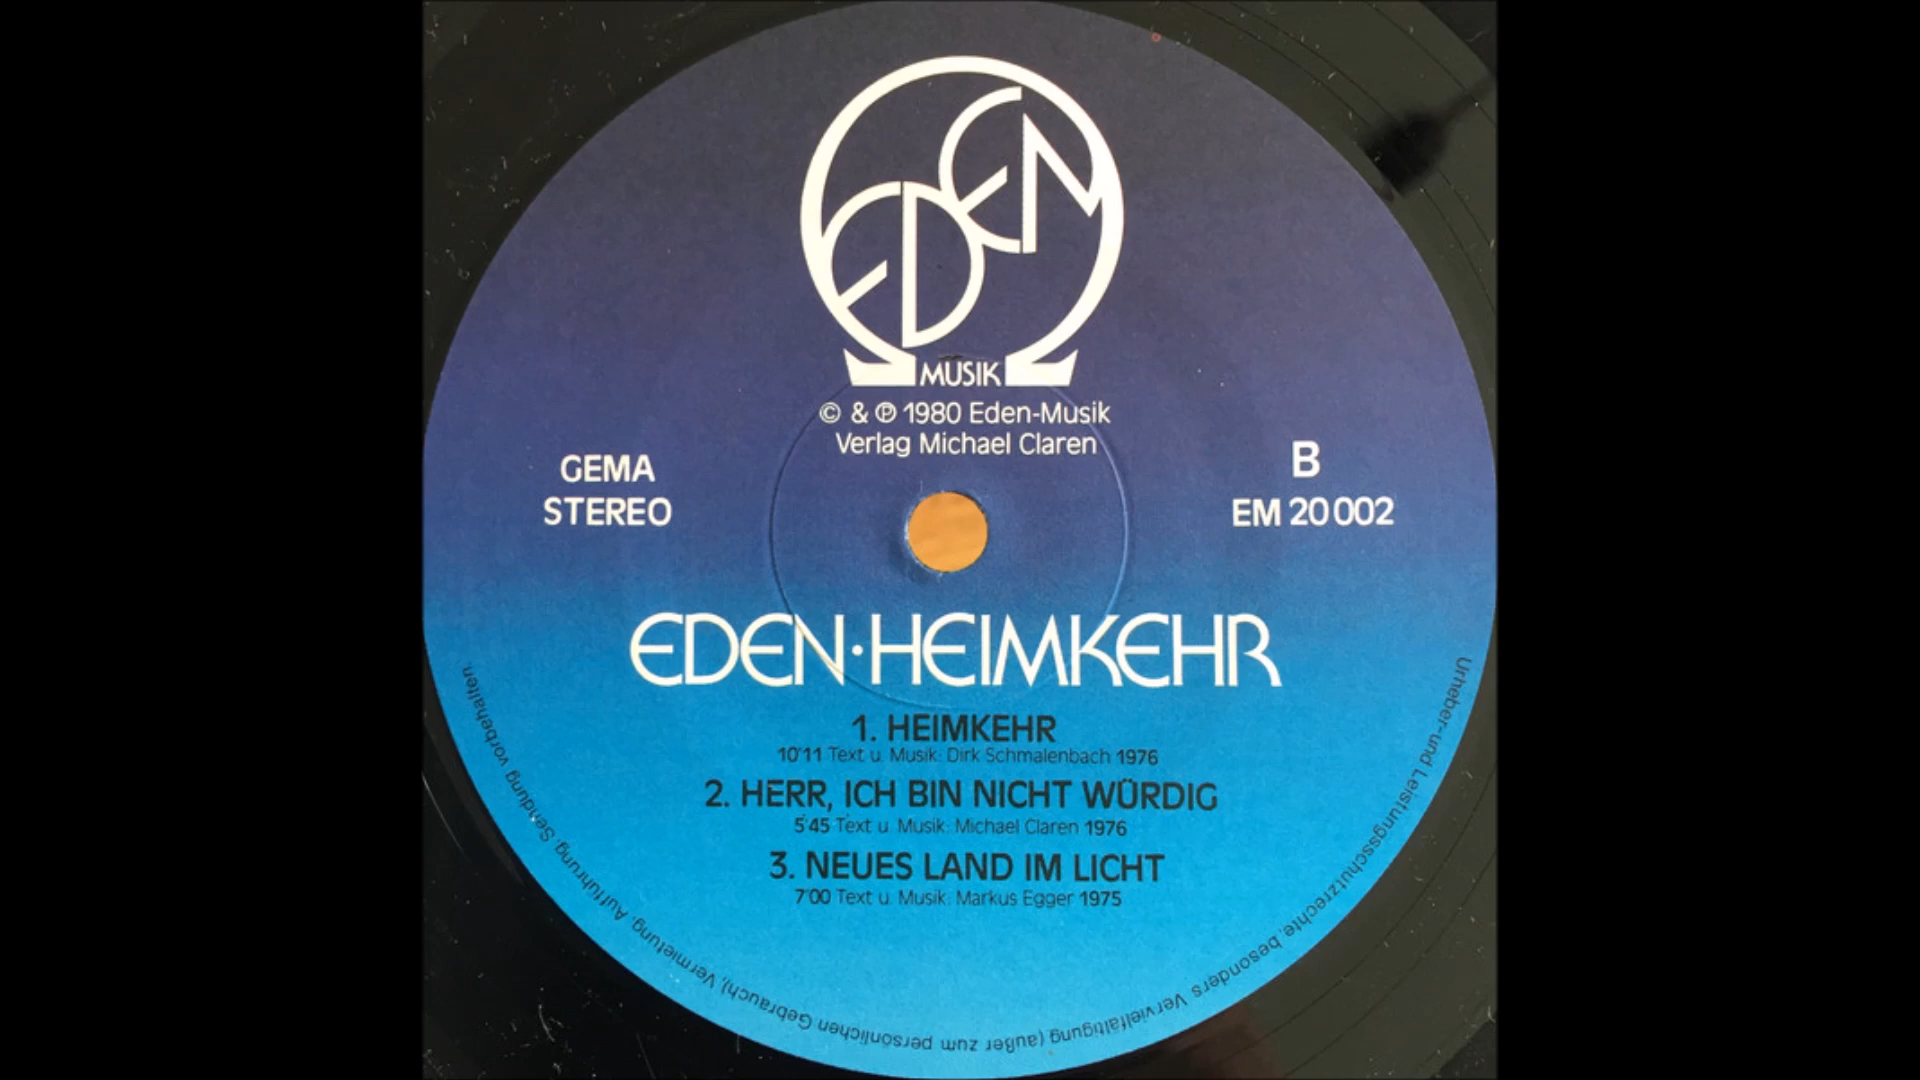 EDEN
MUSIK
© & ℗ 1980 Eden-Musik
Verlag Michael Claren
GEMA
STEREO
B
EM 20 002
EDEN·HEIMKEHR
1. HEIMKEHR
10'11 Text u. Musik: Dirk Schmalenbach 1976
2. HERR, ICH BIN NICHT WÜRDIG
5'45 Text u. Musik: Michael Claren 1976
3. NEUES LAND IM LICHT
7'00 Text u. Musik: Markus Egger 1975
Urheber- und Leistungsschutzrechte, besonders Vervielfältigung (außer zum persönlichen Gebrauch), Vermietung, Aufführung, Sendung vorbehalten.